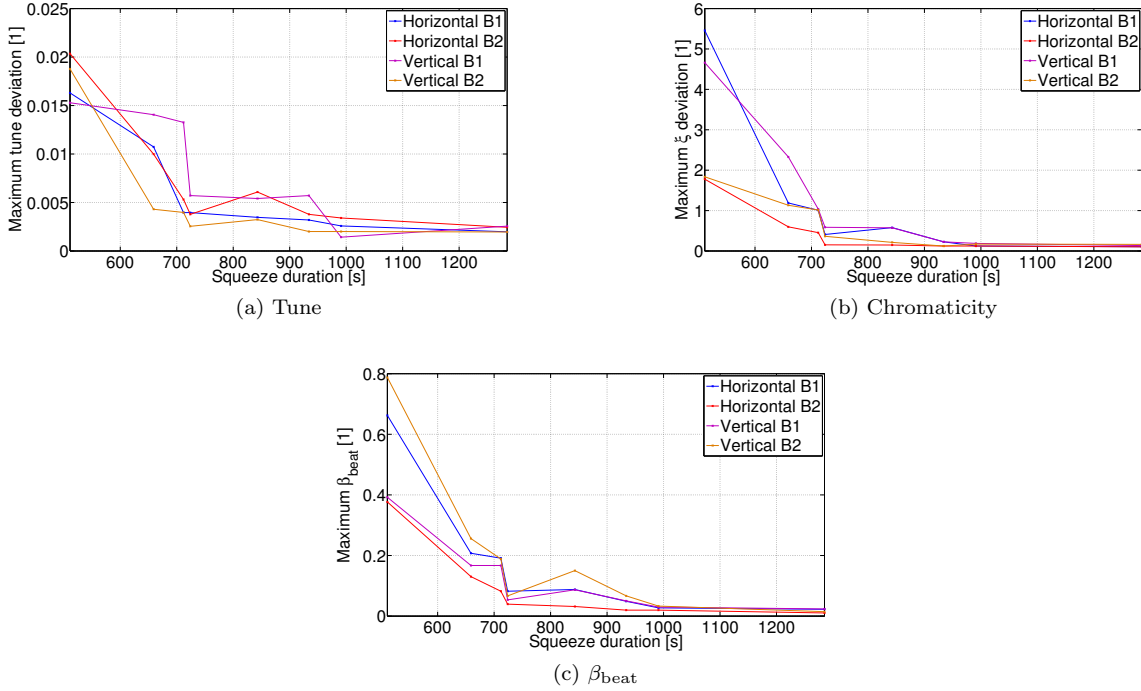 0.025
0.02
0.015
0.01
0.005
0
Maximum tune deviation [1]
Horizontal B1
Horizontal B2
Vertical B1
Vertical B2
600 700 800 900 1000 1100 1200
Squeeze duration [s]
(a) Tune
6
5
4
3
2
1
0
Maximum ξ deviation [1]
Horizontal B1
Horizontal B2
Vertical B1
Vertical B2
600 700 800 900 1000 1100 1200
Squeeze duration [s]
(b) Chromaticity
0.8
0.6
0.4
0.2
0
Maximum β_beat [1]
Horizontal B1
Horizontal B2
Vertical B1
Vertical B2
600 700 800 900 1000 1100 1200
Squeeze duration [s]
(c) β_beat